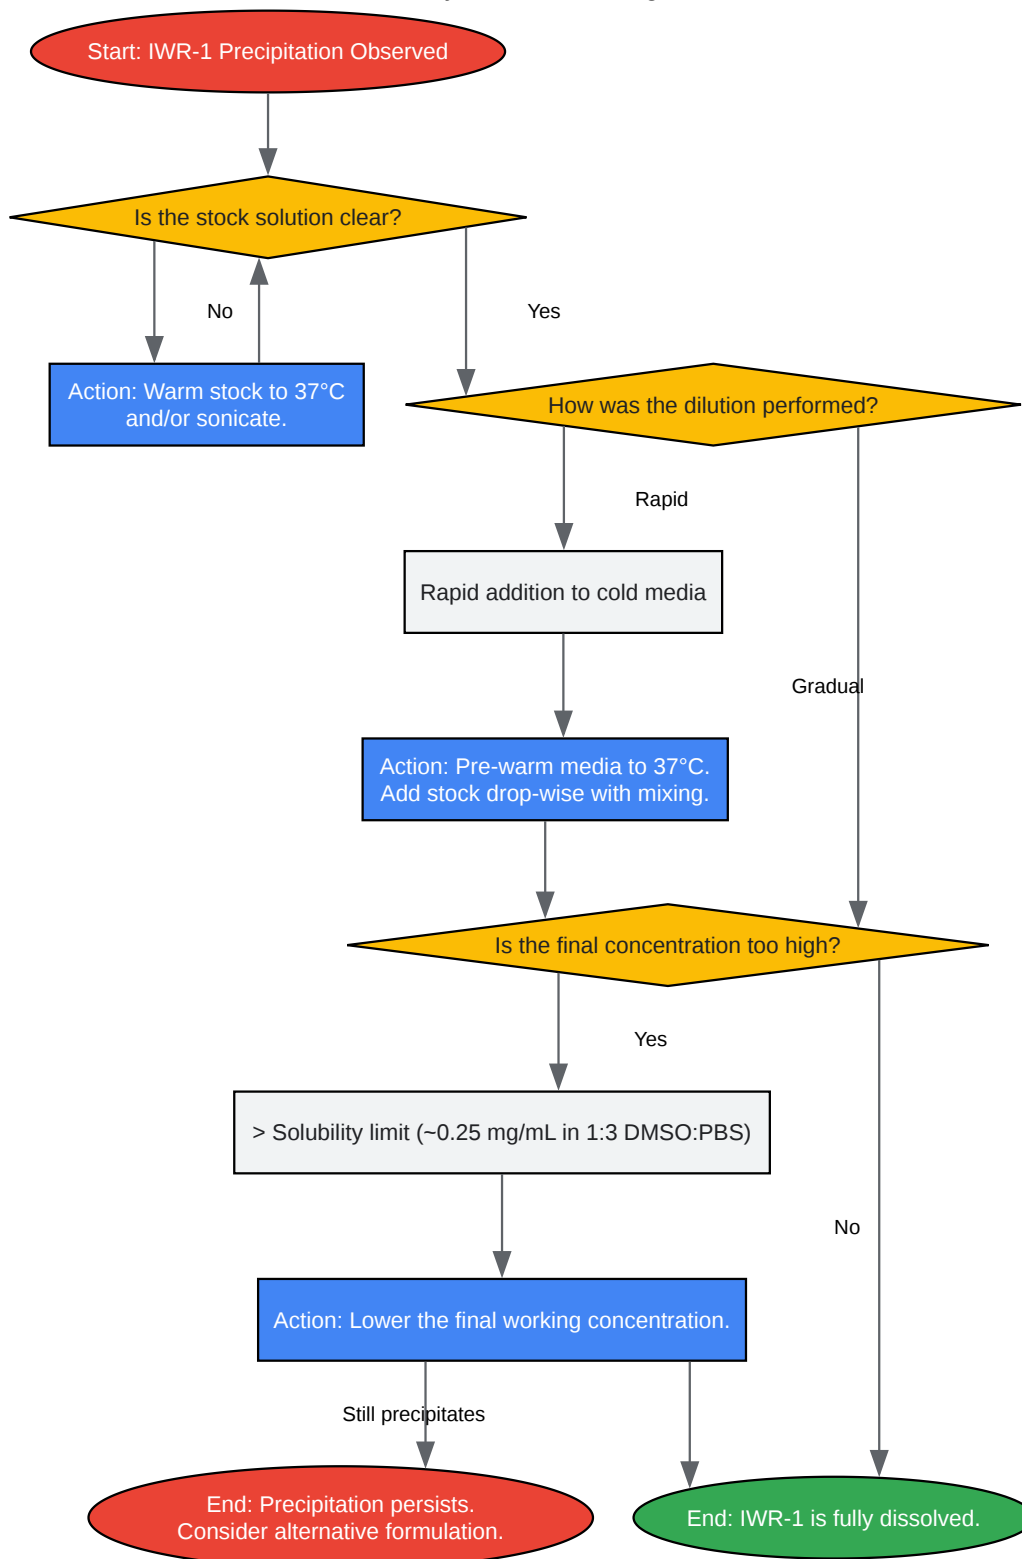 Start: IWR-1 Precipitation Observed
Is the stock solution clear?
No
Yes
Action: Warm stock to 37°C
and/or sonicate.
How was the dilution performed?
Rapid
Rapid addition to cold media
Gradual
Action: Pre-warm media to 37°C.
Add stock drop-wise with mixing.
Is the final concentration too high?
Yes
> Solubility limit (~0.25 mg/mL in 1:3 DMSO:PBS)
No
Action: Lower the final working concentration.
Still precipitates
End: Precipitation persists.
Consider alternative formulation.
End: IWR-1 is fully dissolved.